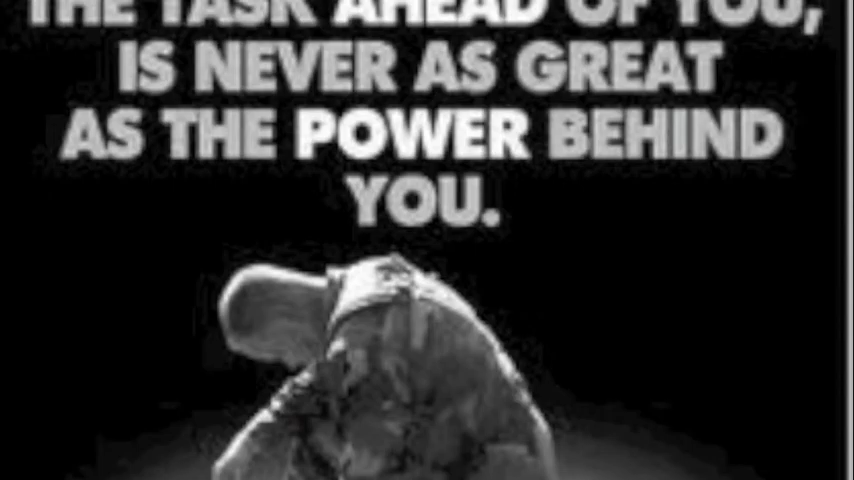 THE TASK AHEAD OF YOU,
IS NEVER AS GREAT
AS THE POWER BEHIND
YOU.